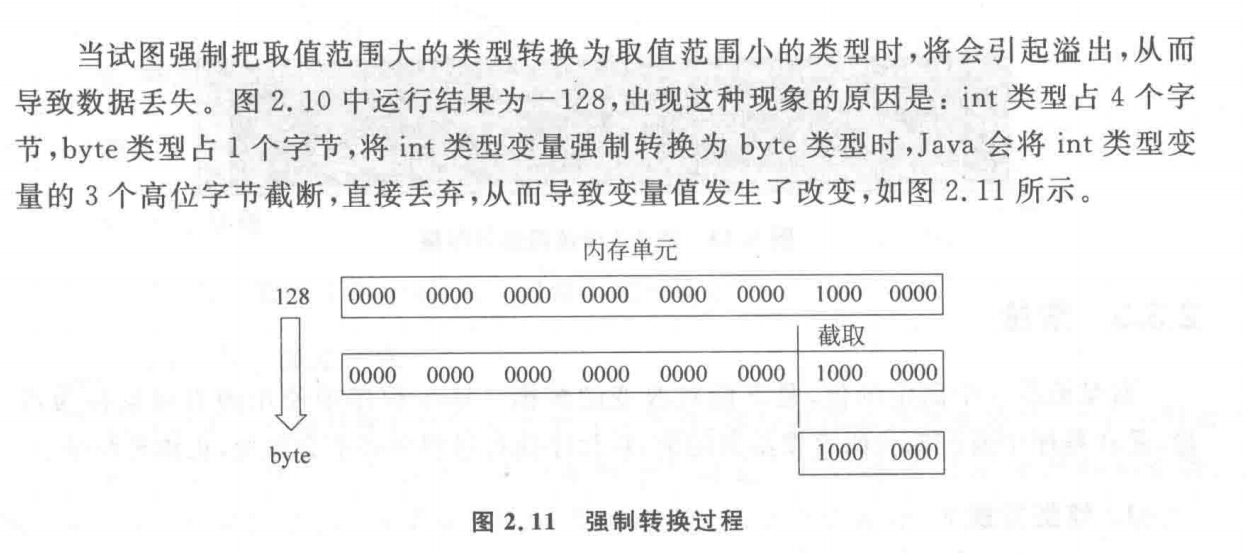 当试图强制把取值范围大的类型转换为取值范围小的类型时,将会引起溢出,从而
导致数据丢失。图 2.10 中运行结果为-128,出现这种现象的原因是:int 类型占 4 个字
节,byte 类型占 1 个字节,将 int 类型变量强制转换为 byte 类型时,Java 会将 int 类型变
量的 3 个高位字节截断,直接丢弃,从而导致变量值发生了改变,如图 2.11 所示。
内存单元
128 0000 0000 0000 0000 0000 0000 1000 0000
截取
0000 0000 0000 0000 0000 0000 1000 0000
byte 1000 0000
图 2.11 强制转换过程